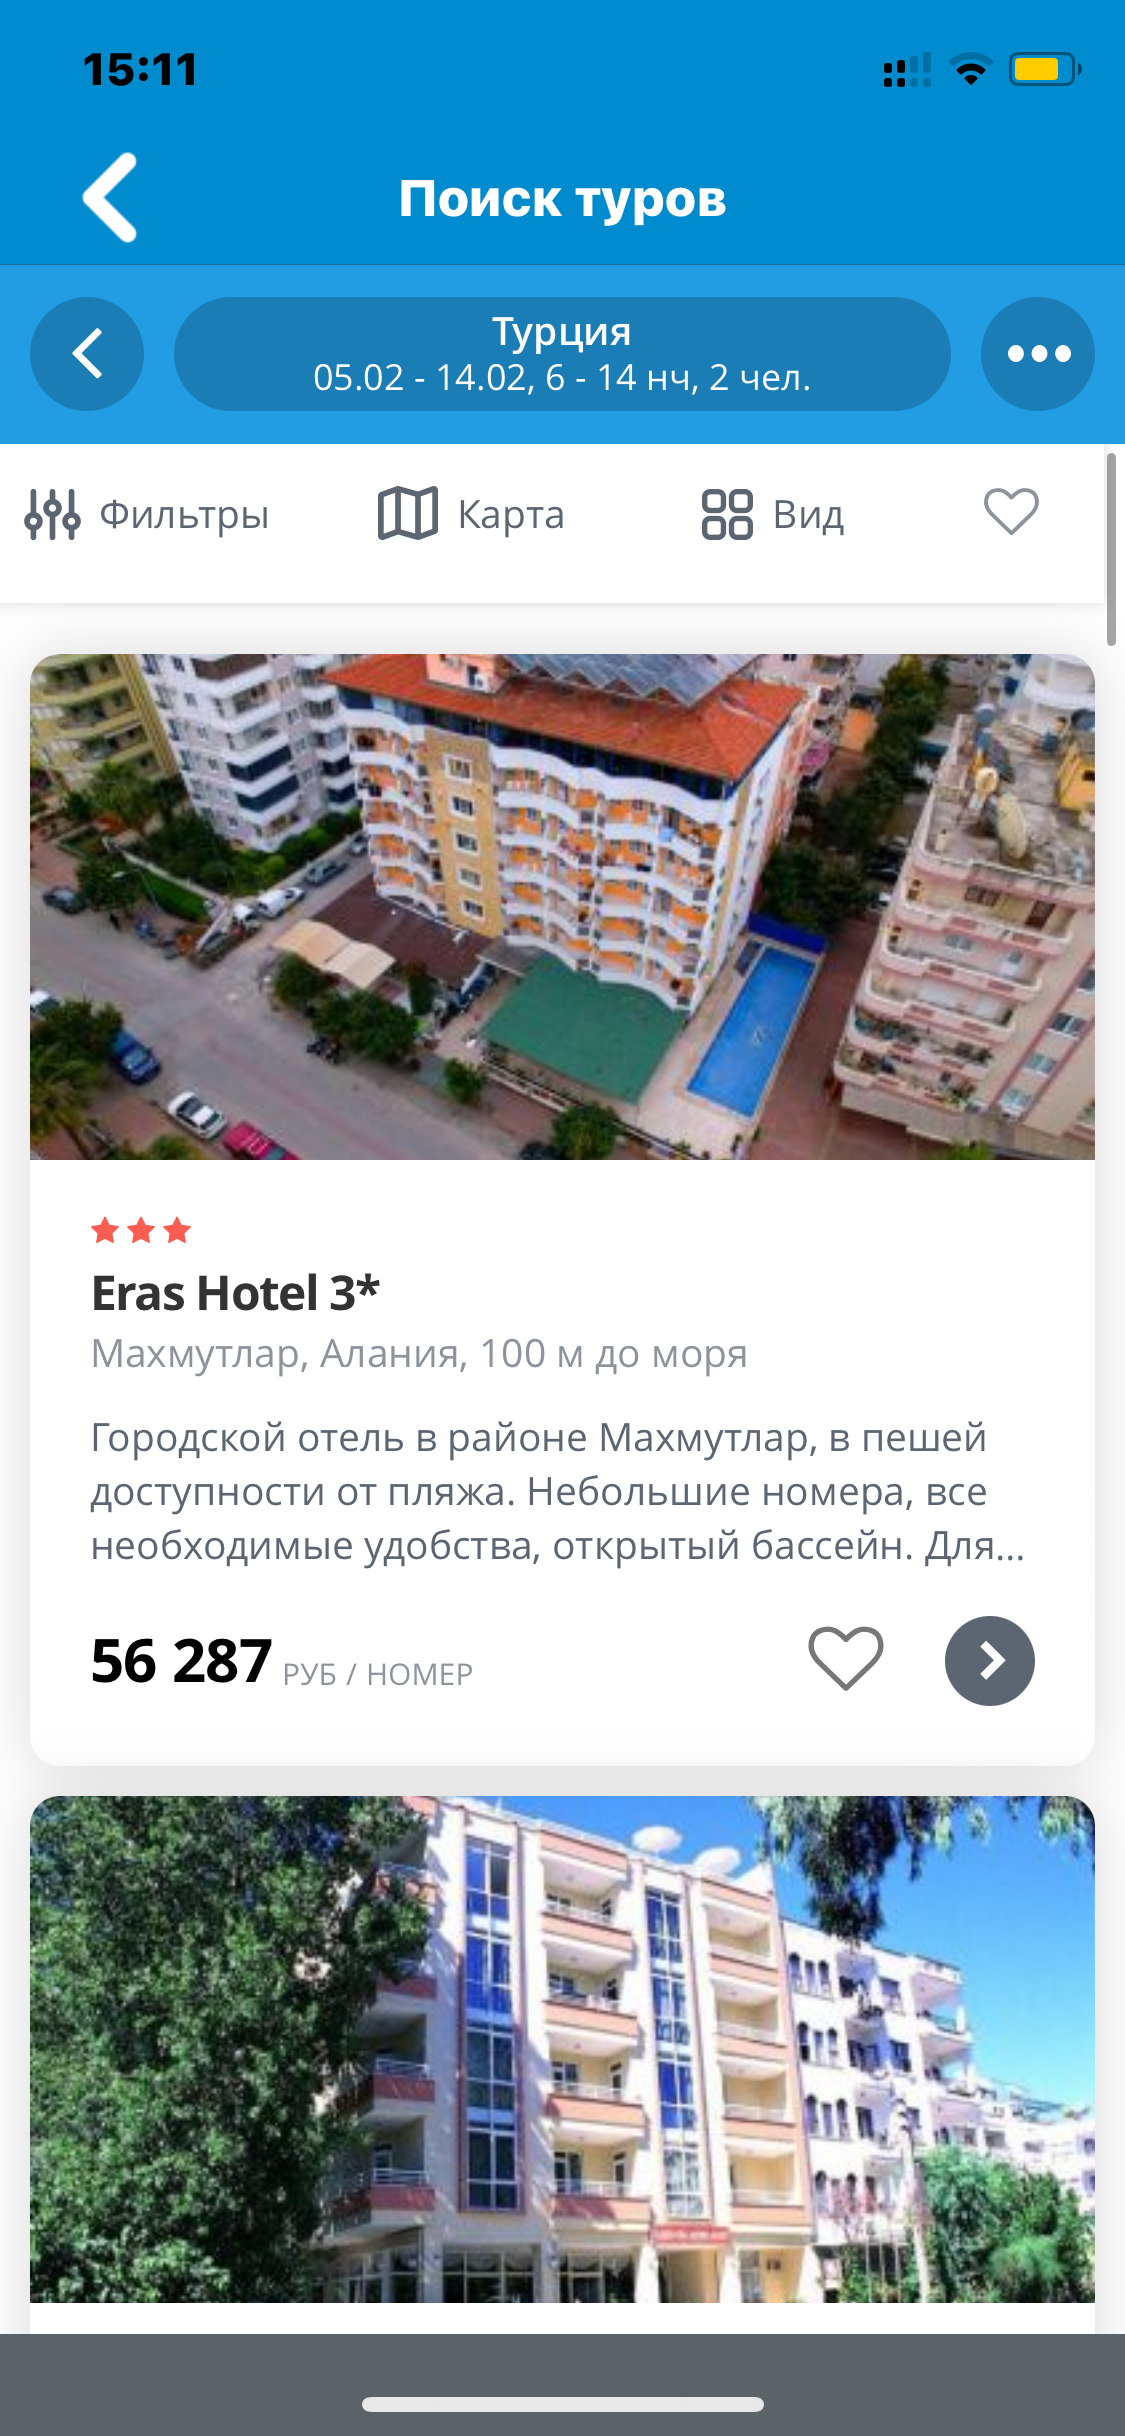 15:11
Поиск туров
Турция
05.02 - 14.02, 6 - 14 нч, 2 чел.
Фильтры
Карта
Вид
Eras Hotel 3*
Махмутлар, Алания, 100 м до моря
Городской отель в районе Махмутлар, в пешей
доступности от пляжа. Небольшие номера, все
необходимые удобства, открытый бассейн. Для...
56 287 РУБ / НОМЕР